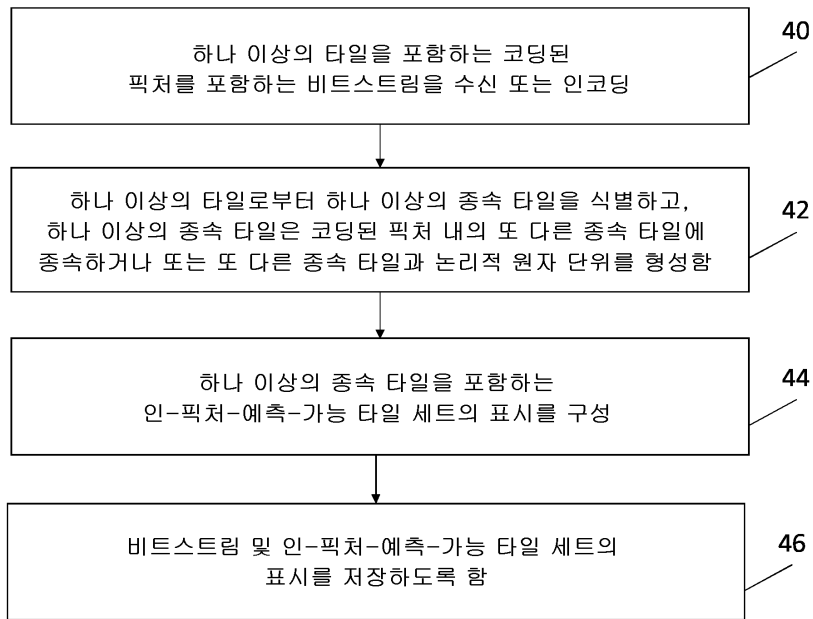 하나 이상의 타일을 포함하는 코딩된
픽처를 포함하는 비트스트림을 수신 또는 인코딩
40
하나 이상의 타일로부터 하나 이상의 종속 타일을 식별하고,
하나 이상의 종속 타일은 코딩된 픽처 내의 또 다른 종속 타일에
종속하거나 또는 또 다른 종속 타일과 논리적 원자 단위를 형성함
42
하나 이상의 종속 타일을 포함하는
인-픽처-예측-가능 타일 세트의 표시를 구성
44
비트스트림 및 인-픽처-예측-가능 타일 세트의
표시를 저장하도록 함
46